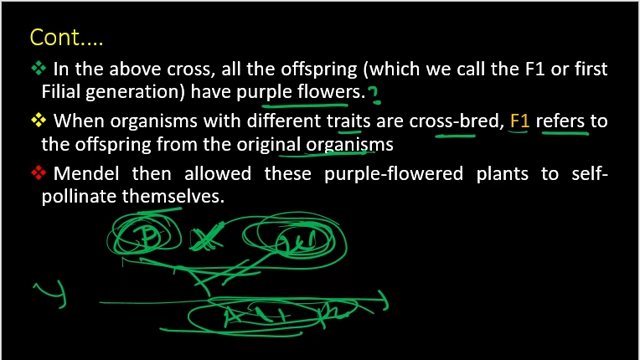 Cont....
❖ In the above cross, all the offspring (which we call the F1 or first
Filial generation) have purple flowers. ?
❖ When organisms with different traits are cross-bred, F1 refers to
the offspring from the original organisms
❖ Mendel then allowed these purple-flowered plants to self-
pollinate themselves.
P X W